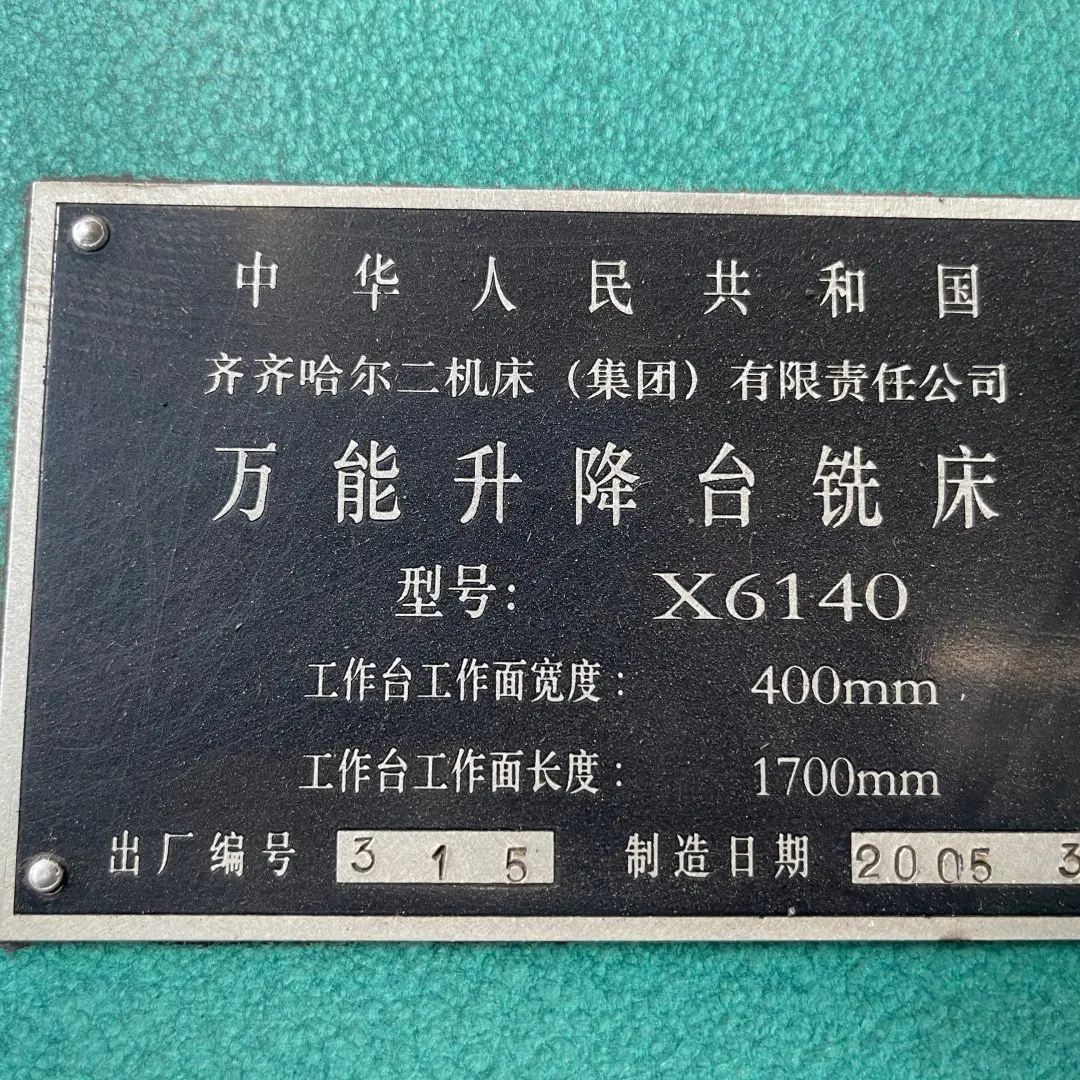 中华人民共和国
齐齐哈尔二机床（集团）有限责任公司
万能升降台铣床
型号： X6140
工作台工作面宽度： 400mm
工作台工作面长度： 1700mm
出厂编号 315 制造日期 2005 3